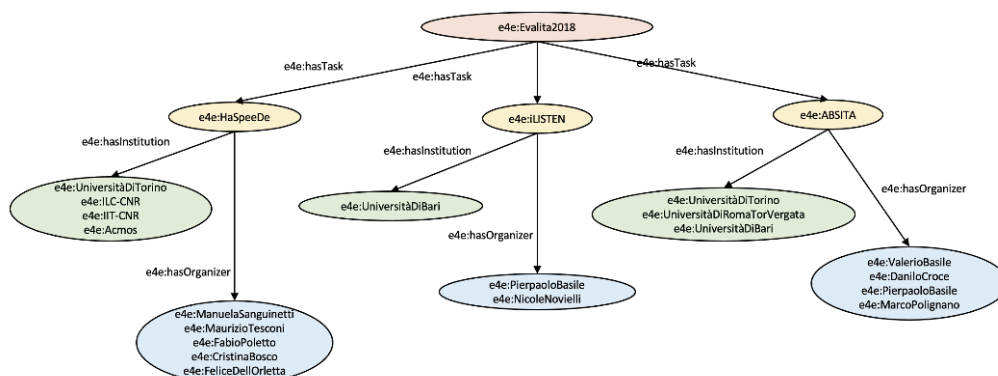 e4e:Evalita2018
e4e:hasTask
e4e:hasTask
e4e:hasTask
e4e:HaSpeeDe
e4e:iLISTEN
e4e:ABSITA
e4e:hasInstitution
e4e:hasInstitution
e4e:hasInstitution
e4e:UniversitàDiTorino
e4e:ILC-CNR
e4e:IIT-CNR
e4e:Acmos
e4e:UniversitàDiBari
e4e:UniversitàDiTorino
e4e:UniversitàDiRomaTorVergata
e4e:UniversitàDiBari
e4e:hasOrganizer
e4e:hasOrganizer
e4e:hasOrganizer
e4e:ManuelaSanguinetti
e4e:MaurizioTesconi
e4e:FabioPoletto
e4e:CristinaBosco
e4e:FeliceDellOrletta
e4e:PierpaoloBasile
e4e:NicoleNovielli
e4e:ValerioBasile
e4e:DaniloCroce
e4e:PierpaoloBasile
e4e:MarcoPolignano